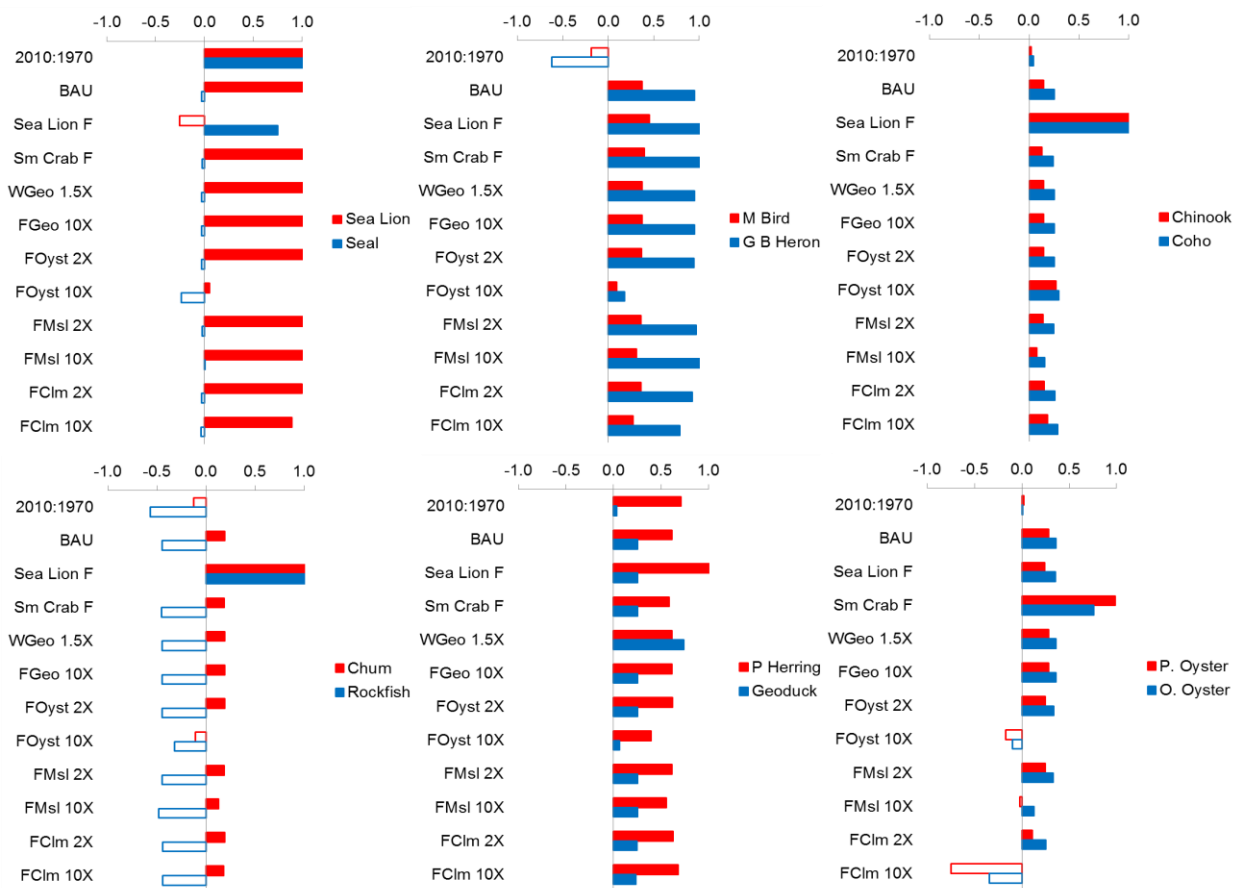 -1.0 -0.5 0.0 0.5 1.0
2010:1970
BAU
Sea Lion F
Sm Crab F
WGeo 1.5X
FGeo 10X
FOyst 2X
FOyst 10X
FMsl 2X
FMsl 10X
FClm 2X
FClm 10X
Sea Lion
Seal
-1.0 -0.5 0.0 0.5 1.0
2010:1970
BAU
Sea Lion F
Sm Crab F
WGeo 1.5X
FGeo 10X
FOyst 2X
FOyst 10X
FMsl 2X
FMsl 10X
FClm 2X
FClm 10X
M Bird
G B Heron
-1.0 -0.5 0.0 0.5 1.0
2010:1970
BAU
Sea Lion F
Sm Crab F
WGeo 1.5X
FGeo 10X
FOyst 2X
FOyst 10X
FMsl 2X
FMsl 10X
FClm 2X
FClm 10X
Chinook
Coho
-1.0 -0.5 0.0 0.5 1.0
2010:1970
BAU
Sea Lion F
Sm Crab F
WGeo 1.5X
FGeo 10X
FOyst 2X
FOyst 10X
FMsl 2X
FMsl 10X
FClm 2X
FClm 10X
Chum
Rockfish
-1.0 -0.5 0.0 0.5 1.0
2010:1970
BAU
Sea Lion F
Sm Crab F
WGeo 1.5X
FGeo 10X
FOyst 2X
FOyst 10X
FMsl 2X
FMsl 10X
FClm 2X
FClm 10X
P Herring
Geoduck
-1.0 -0.5 0.0 0.5 1.0
2010:1970
BAU
Sea Lion F
Sm Crab F
WGeo 1.5X
FGeo 10X
FOyst 2X
FOyst 10X
FMsl 2X
FMsl 10X
FClm 2X
FClm 10X
P. Oyster
O. Oyster